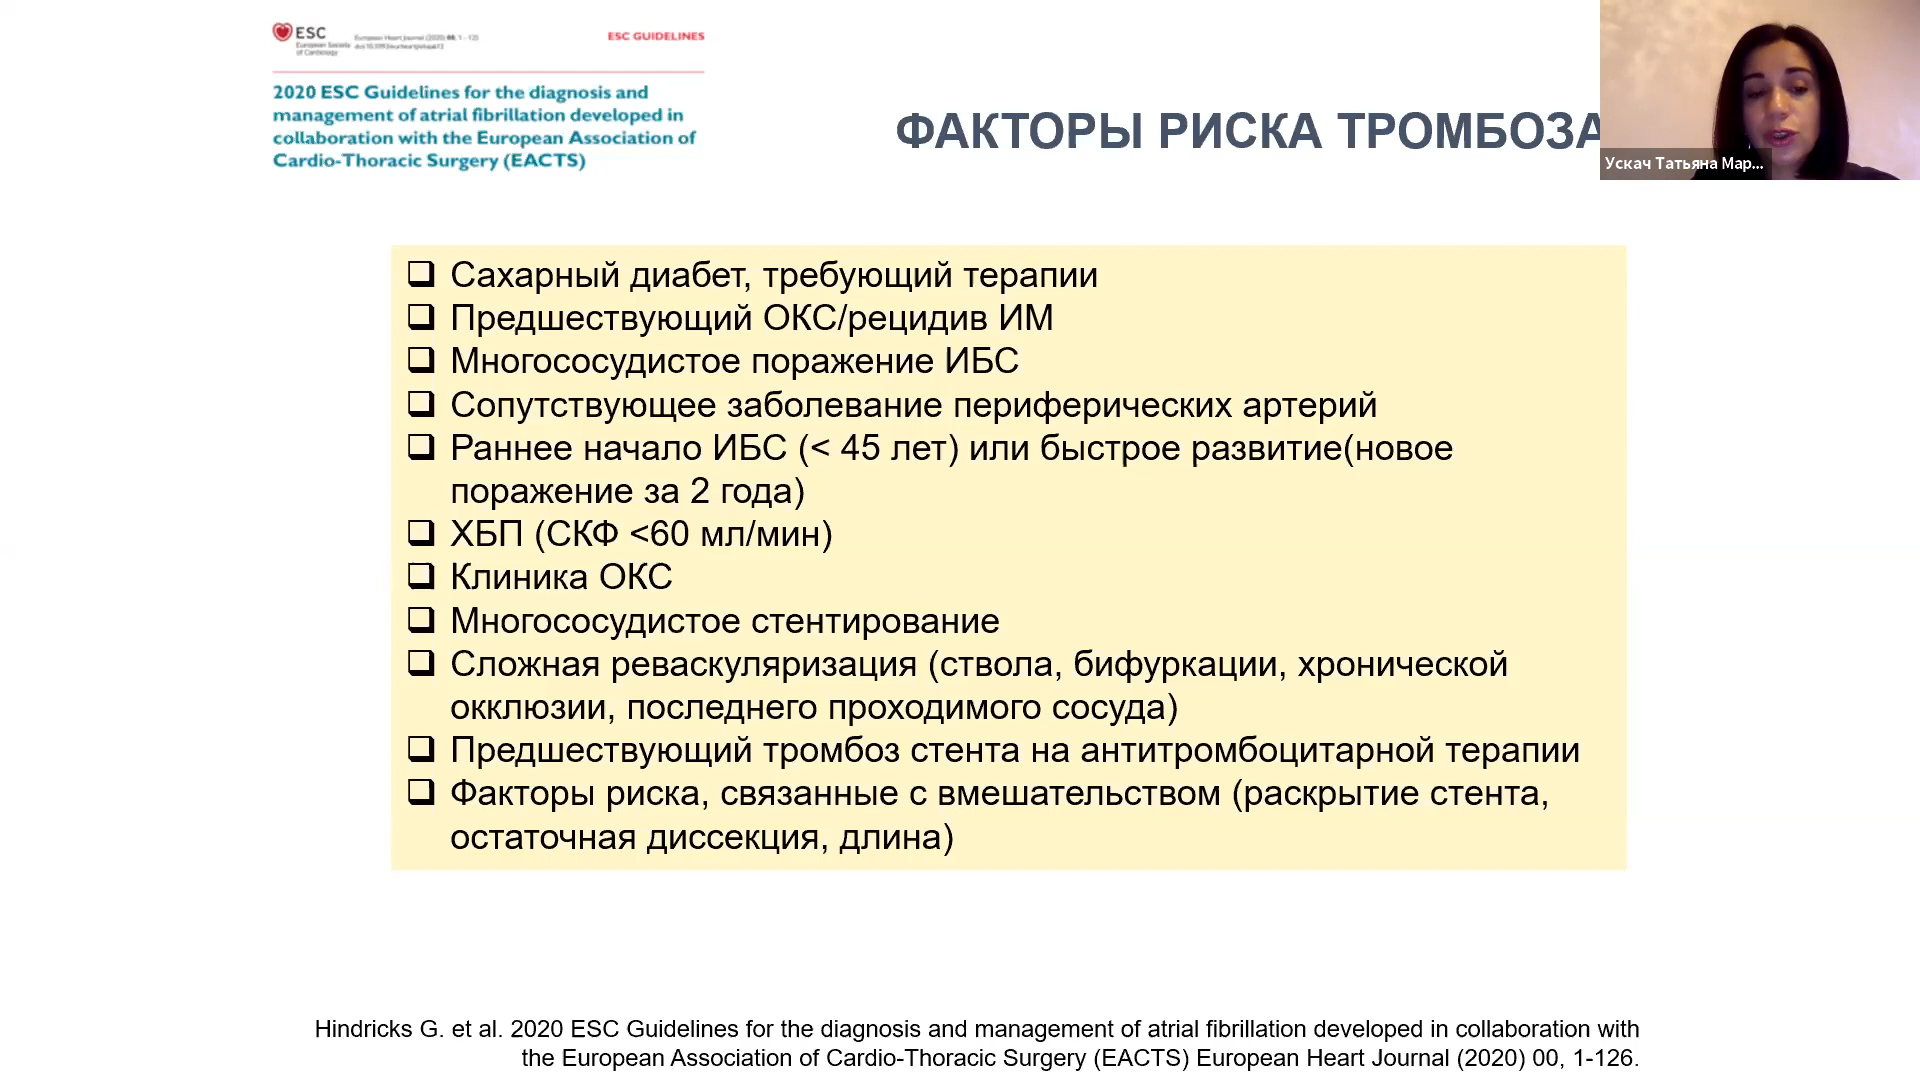 ESC
European Society
of Cardiology
ESC GUIDELINES
2020 ESC Guidelines for the diagnosis and
management of atrial fibrillation developed in
collaboration with the European Association of
Cardio-Thoracic Surgery (EACTS)
ФАКТОРЫ РИСКА ТРОМБОЗА
Ускач Татьяна Мар...
❑ Сахарный диабет, требующий терапии
❑ Предшествующий ОКС/рецидив ИМ
❑ Многососудистое поражение ИБС
❑ Сопутствующее заболевание периферических артерий
❑ Раннее начало ИБС (< 45 лет) или быстрое развитие(новое
поражение за 2 года)
❑ ХБП (СКФ <60 мл/мин)
❑ Клиника ОКС
❑ Многососудистое стентирование
❑ Сложная реваскуляризация (ствола, бифуркации, хронической
окклюзии, последнего проходимого сосуда)
❑ Предшествующий тромбоз стента на антитромбоцитарной терапии
❑ Факторы риска, связанные с вмешательством (раскрытие стента,
остаточная диссекция, длина)
Hindricks G. et al. 2020 ESC Guidelines for the diagnosis and management of atrial fibrillation developed in collaboration with
the European Association of Cardio-Thoracic Surgery (EACTS) European Heart Journal (2020) 00, 1-126.